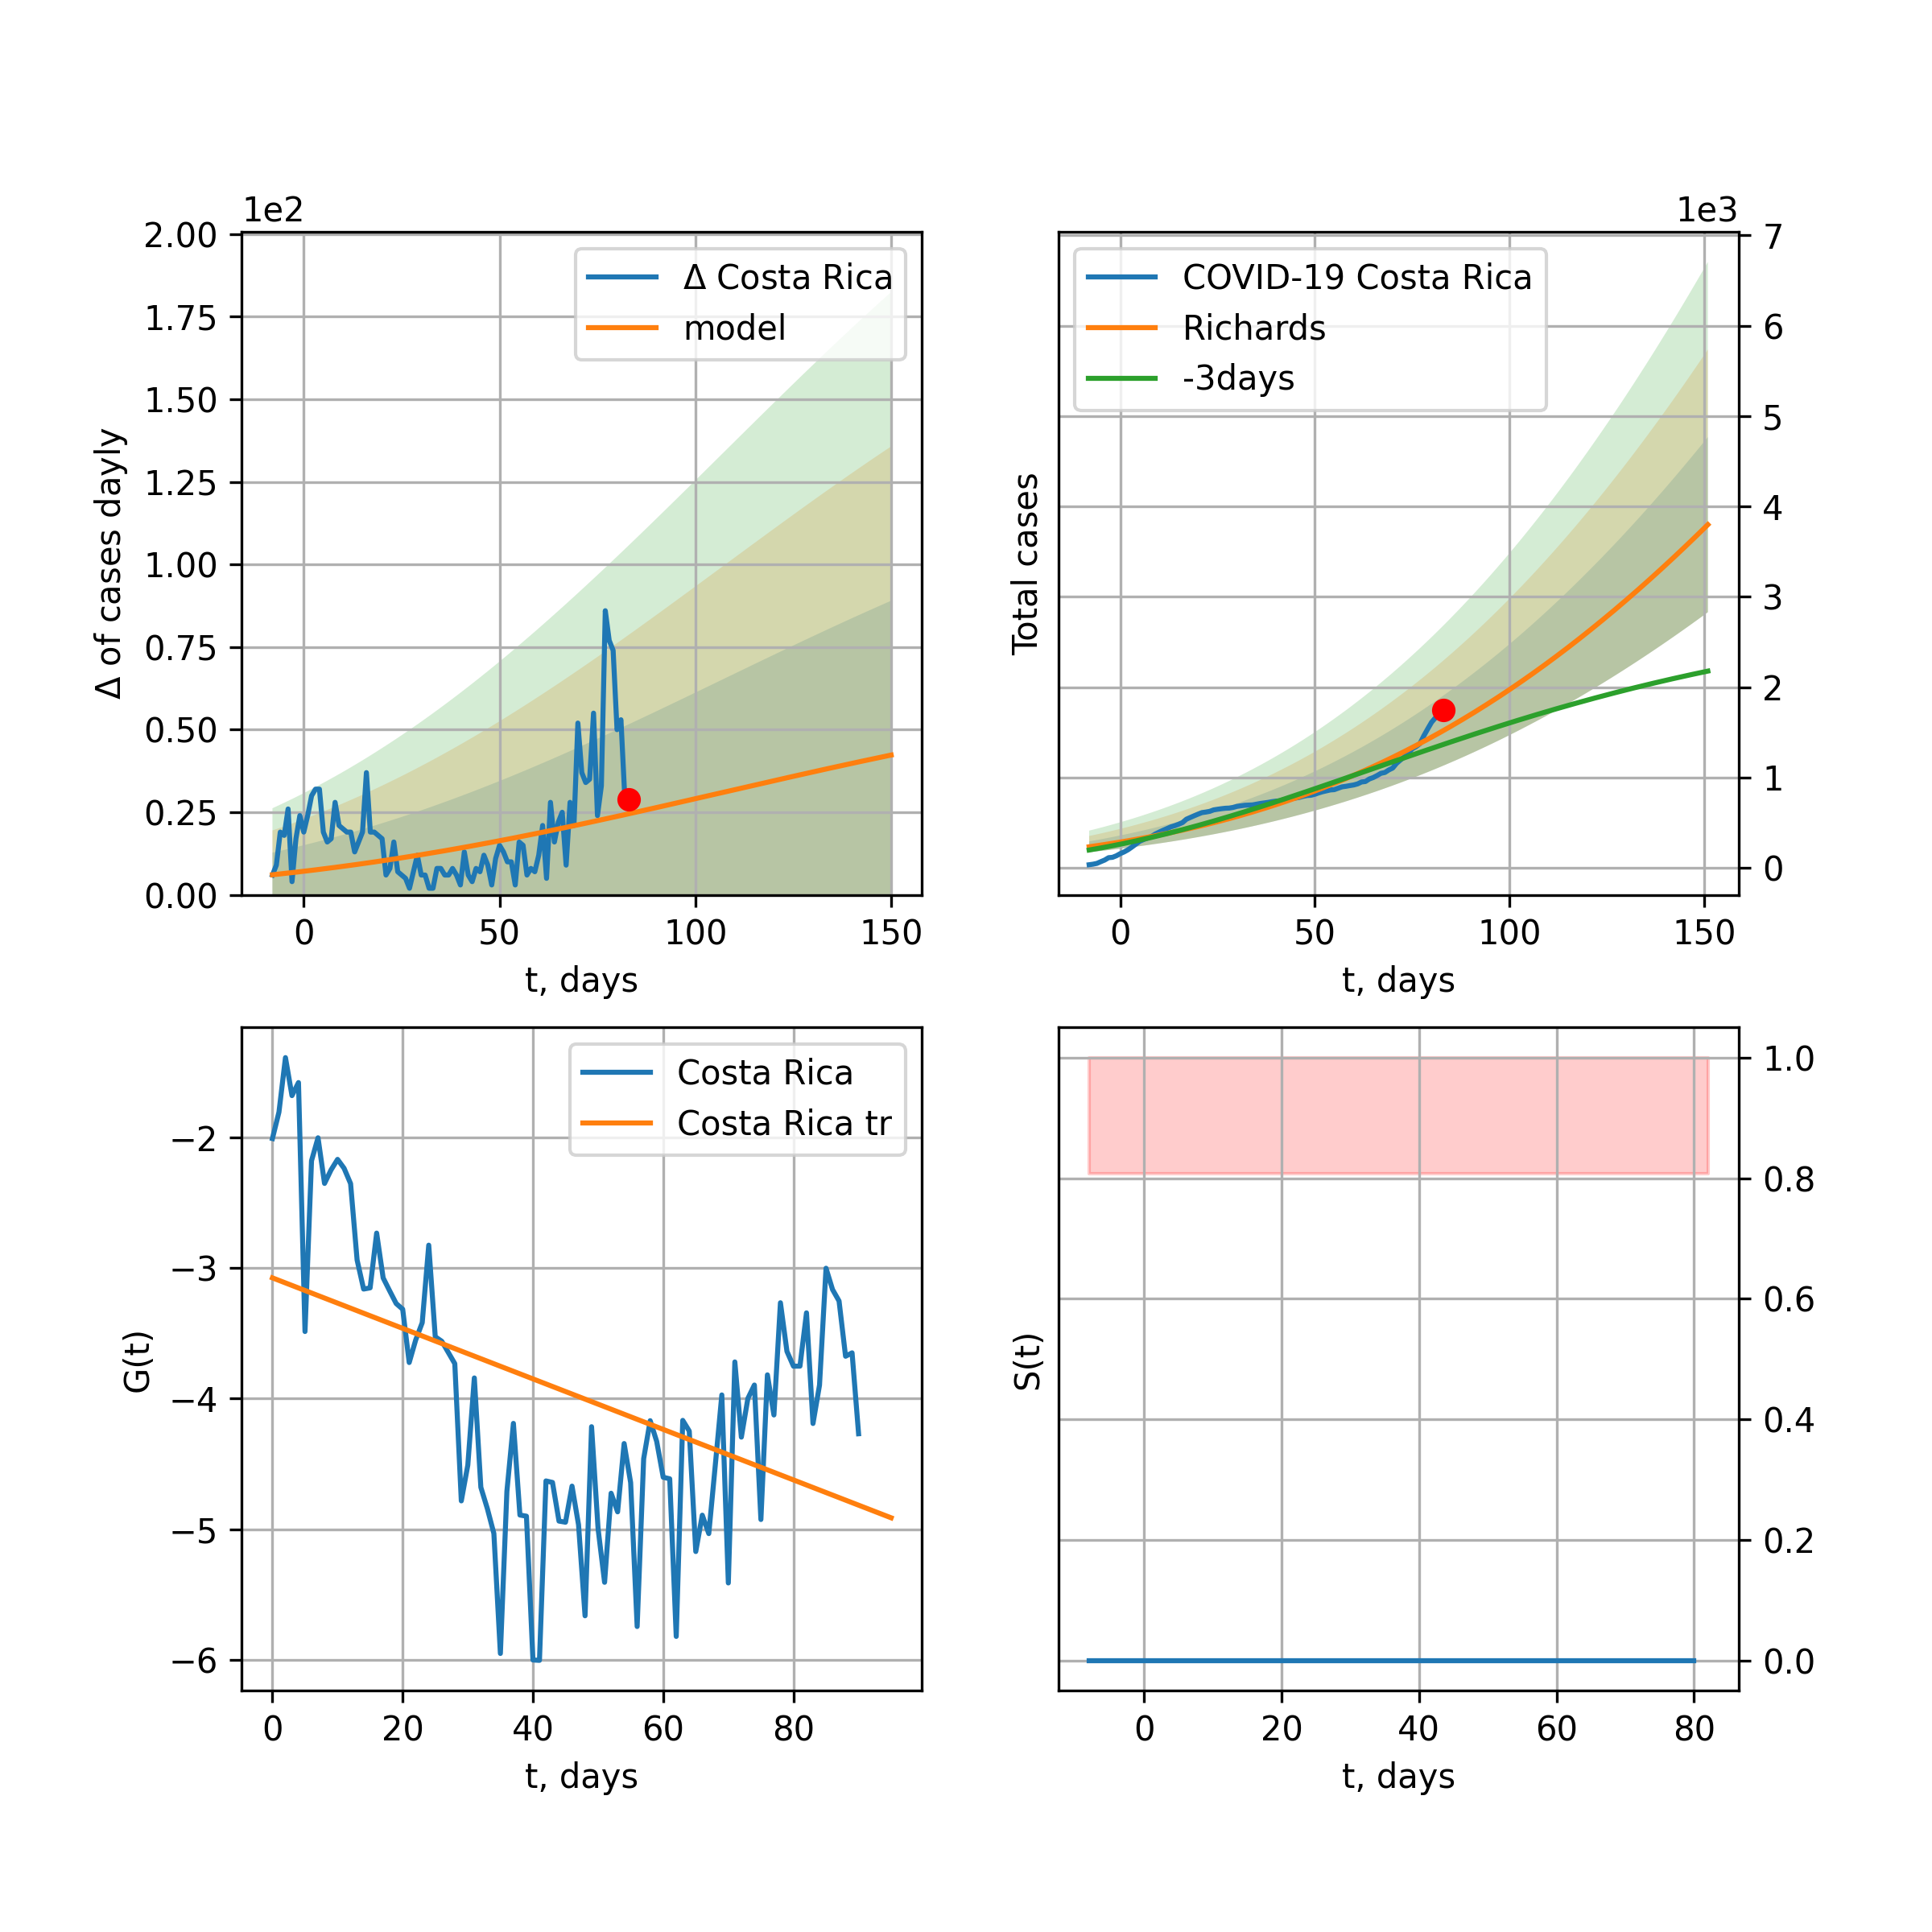 1e2
2.00
1.75
1.50
1.25
1.00
0.75
0.50
0.25
0.00
Δ of cases dayly
Δ Costa Rica
model
0 50 100 150
t, days
1e3
7
6
5
4
3
2
1
0
Total cases
COVID-19 Costa Rica
Richards
-3days
0 50 100 150
t, days
−2
−3
−4
−5
−6
G(t)
Costa Rica
Costa Rica tr
0 20 40 60 80
t, days
1.0
0.8
0.6
0.4
0.2
0.0
S(t)
0 20 40 60 80
t, days